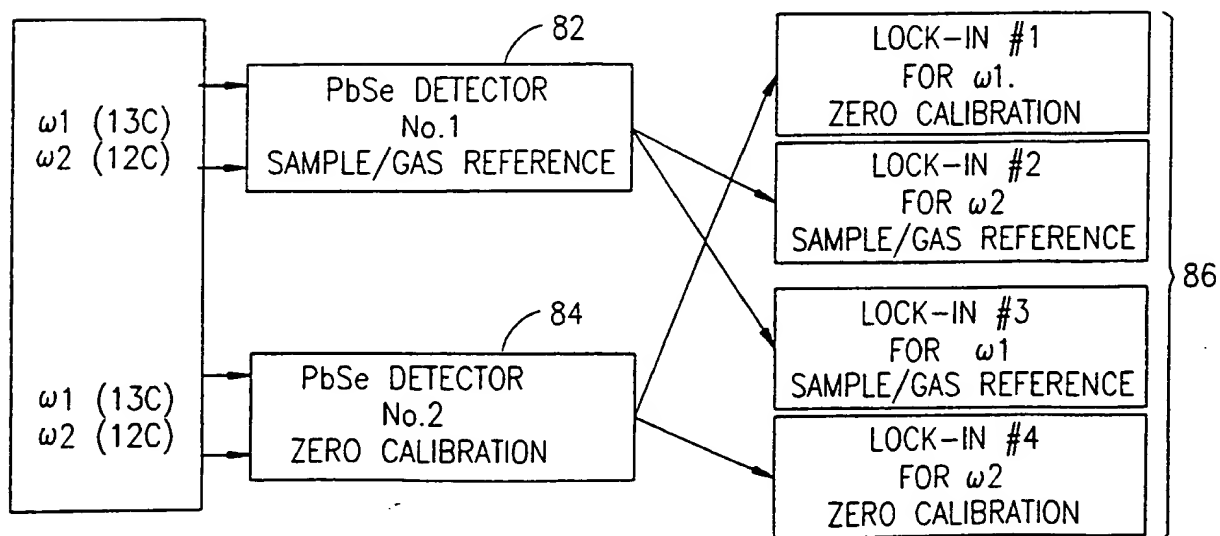 ω1 (13C)
ω2 (12C)
82
PbSe DETECTOR
No.1
SAMPLE/GAS REFERENCE
ω1 (13C)
ω2 (12C)
84
PbSe DETECTOR
No.2
ZERO CALIBRATION
LOCK-IN #1
FOR ω1.
ZERO CALIBRATION
LOCK-IN #2
FOR ω2
SAMPLE/GAS REFERENCE
LOCK-IN #3
FOR ω1
SAMPLE/GAS REFERENCE
LOCK-IN #4
FOR ω2
ZERO CALIBRATION
86